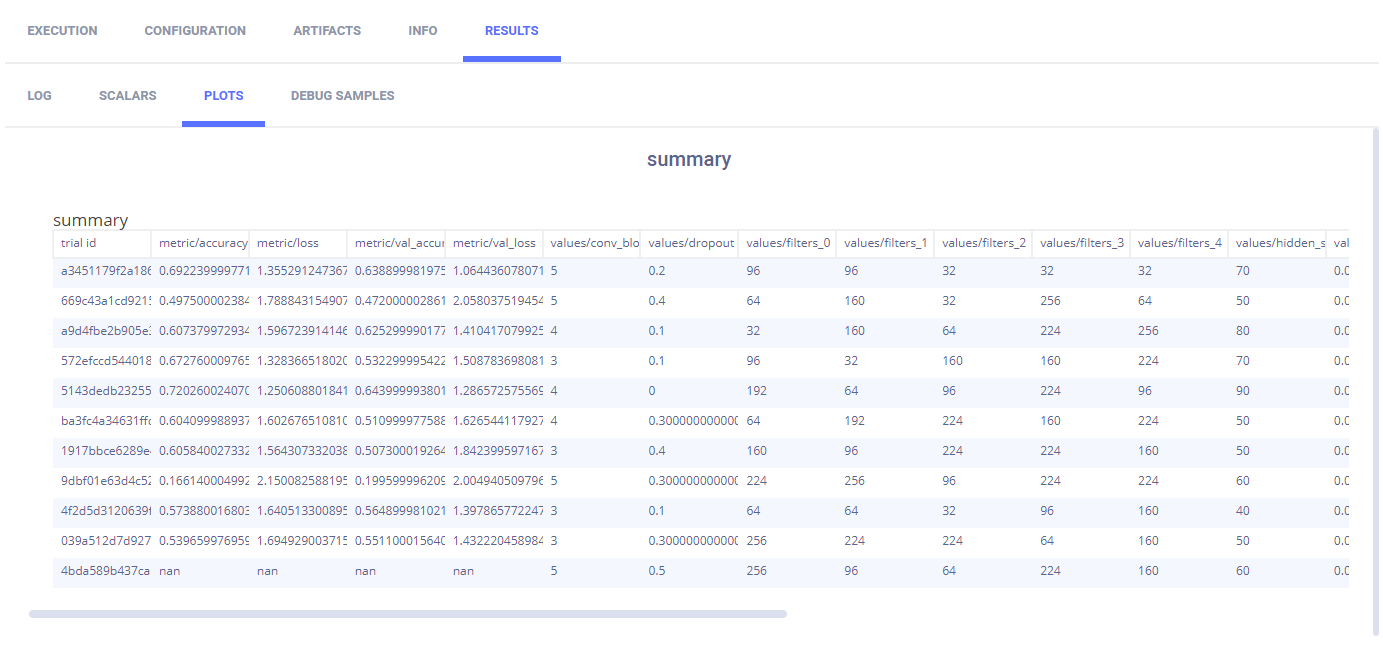 EXECUTION CONFIGURATION ARTIFACTS INFO RESULTS
LOG SCALARS PLOTS DEBUG SAMPLES
summary
summary
trial id metric/accuracy metric/loss metric/val_accu metric/val_loss values/conv_blo values/dropout values/filters_0 values/filters_1 values/filters_2 values/filters_3 values/filters_4 values/hidden_s val
a3451179f2a186 0.692239999771 1.355291247367 0.638899981975 1.064436078071 5 0.2 96 96 32 32 32 70 0.0
669c43a1cd9215 0.497500002384 1.788843154907 0.472000002861 2.058037519454 5 0.4 64 160 32 256 64 50 0.0
a9d4fbe2b905e3 0.607379972934 1.596723914146 0.625299990177 1.410417079925 4 0.1 32 160 64 224 256 80 0.0
572efccd544018 0.672760009765 1.328366518020 0.532299995422 1.508783698081 3 0.1 96 32 160 160 224 70 0.0
5143dedb23255 0.720260024070 1.250608801841 0.643999993801 1.286572575569 4 0 192 64 96 224 96 90 0.0
ba3fc4a34631ffc 0.604099988937 1.602676510810 0.510999977588 1.626544117927 4 0.300000000000 64 192 224 160 224 50 0.0
1917bbce6289e 0.605840027332 1.564307332038 0.507300019264 1.842399597167 3 0.4 160 96 224 224 160 50 0.0
9dbf01e63d4c52 0.166140004992 2.150082588195 0.199599996209 2.004940509796 5 0.300000000000 224 256 96 224 224 60 0.0
4f2d5d3120639f 0.573880016803 1.640513300895 0.564899981021 1.397865772247 3 0.1 64 64 32 96 160 40 0.0
039a512d7d927 0.539659976959 1.694929003715 0.551100015640 1.432220458984 3 0.300000000000 256 224 224 64 160 50 0.0
4bda589b437ca nan nan nan nan 5 0.5 256 96 64 224 160 60 0.0